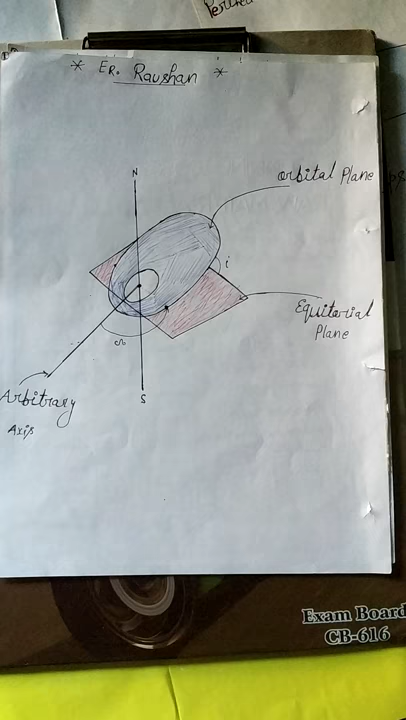 * Er. Raushan *
N
orbital Plane
i
Equitorial
Plane
Ω
S
Arbitrary
Axis
Exam Board
CB-616